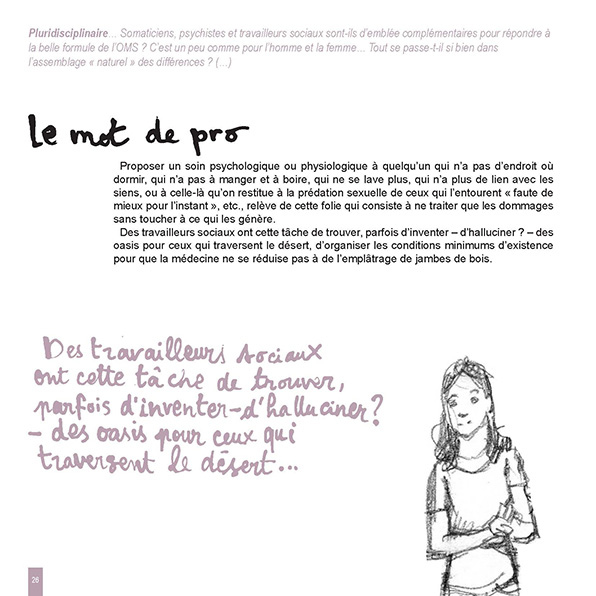 Pluridisciplinaire... Somaticiens, psychistes et travailleurs sociaux sont-ils d'emblée complémentaires pour répondre à
la belle formule de l'OMS ? C'est un peu comme pour l'homme et la femme... Tout se passe-t-il si bien dans
l'assemblage « naturel » des différences ? (...)
Le mot de pro
Proposer un soin psychologique ou physiologique à quelqu'un qui n'a pas d'endroit où
dormir, qui n'a pas à manger et à boire, qui ne se lave plus, qui n'a plus de lien avec les
siens, ou à celle-là qu'on restitue à la prédation sexuelle de ceux qui l'entourent « faute de
mieux pour l'instant », etc., relève de cette folie qui consiste à ne traiter que les dommages
sans toucher à ce qui les génère.
Des travailleurs sociaux ont cette tâche de trouver, parfois d'inventer – d'halluciner ? – des
oasis pour ceux qui traversent le désert, d'organiser les conditions minimums d'existence
pour que la médecine ne se réduise pas à de l'emplâtrage de jambes de bois.
Des travailleurs sociaux
ont cette tâche de trouver,
parfois d'inventer – d'halluciner ?
– des oasis pour ceux qui
traversent le désert...
26